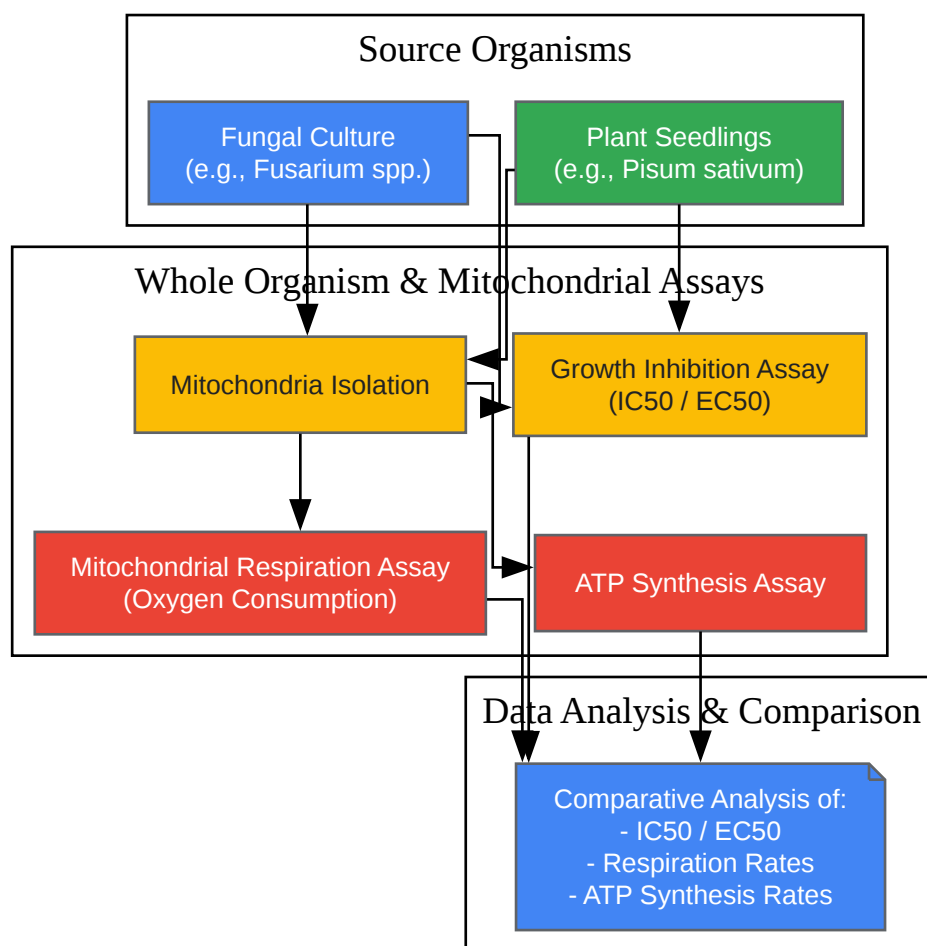 Source Organisms
Fungal Culture
(e.g., Fusarium spp.)
Plant Seedlings
(e.g., Pisum sativum)
Whole Organism & Mitochondrial Assays
Mitochondria Isolation
Growth Inhibition Assay
(IC50 / EC50)
Mitochondrial Respiration Assay
(Oxygen Consumption)
ATP Synthesis Assay
Data Analysis & Comparison
Comparative Analysis of:
- IC50 / EC50
- Respiration Rates
- ATP Synthesis Rates